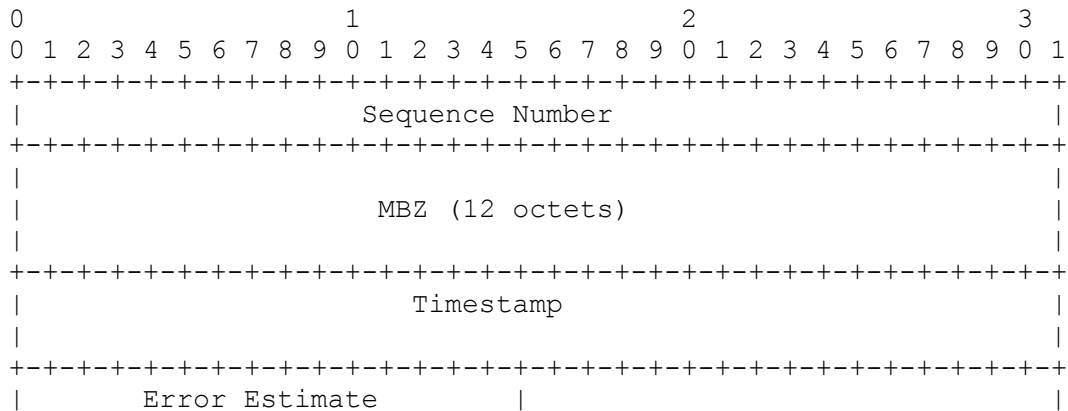 0                   1                   2                   3
0 1 2 3 4 5 6 7 8 9 0 1 2 3 4 5 6 7 8 9 0 1 2 3 4 5 6 7 8 9 0 1
+-+-+-+-+-+-+-+-+-+-+-+-+-+-+-+-+-+-+-+-+-+-+-+-+-+-+-+-+-+-+-+
|                    Sequence Number                           |
+-+-+-+-+-+-+-+-+-+-+-+-+-+-+-+-+-+-+-+-+-+-+-+-+-+-+-+-+-+-+-+
|                                                              |
|                     MBZ (12 octets)                          |
|                                                              |
+-+-+-+-+-+-+-+-+-+-+-+-+-+-+-+-+-+-+-+-+-+-+-+-+-+-+-+-+-+-+-+
|                       Timestamp                              |
|                                                              |
+-+-+-+-+-+-+-+-+-+-+-+-+-+-+-+-+-+-+-+-+-+-+-+-+-+-+-+-+-+-+-+
|       Error Estimate        |                                |